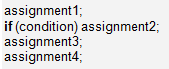 assignment1;
if (condition) assignment2;
assignment3;
assignment4;